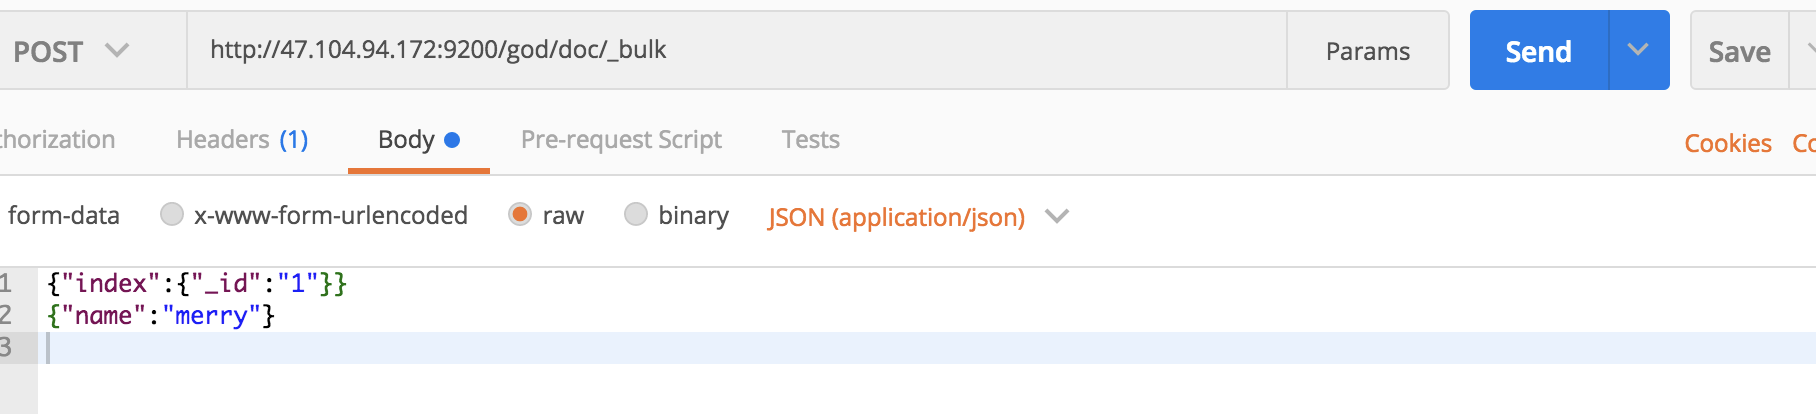 POST http://47.104.94.172:9200/god/doc/_bulk Params Send Save
thorization Headers (1) Body Pre-request Script Tests Cookies Co
form-data x-www-form-urlencoded raw binary JSON (application/json)
1 {"index":{"_id":"1"}}
2 {"name":"merry"}
3